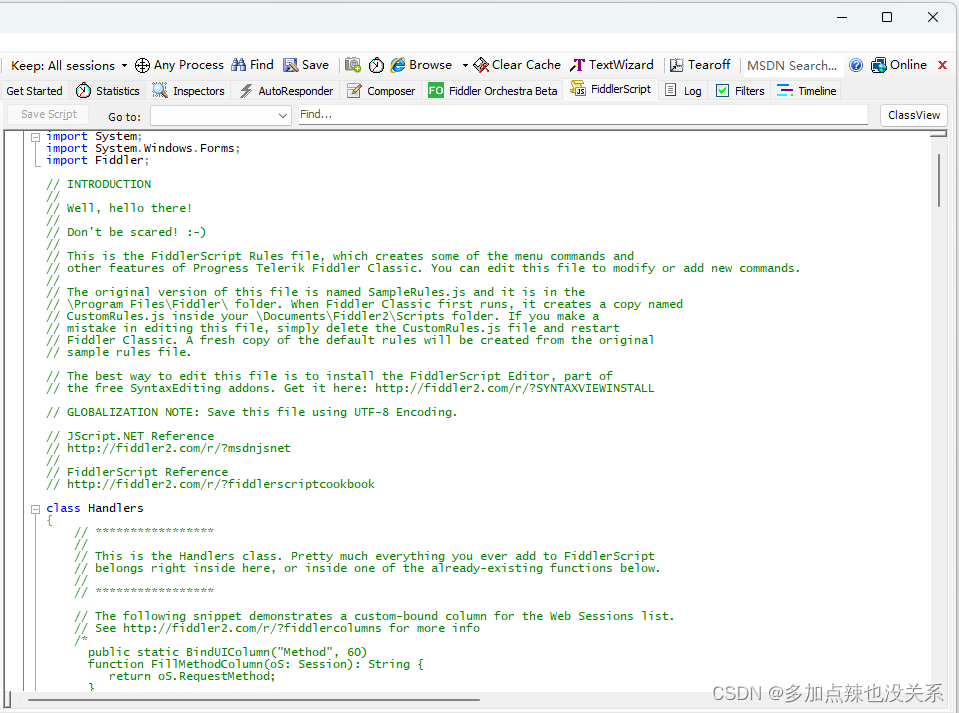 Keep: All sessions Any Process Find Save Browse Clear Cache TextWizard Tearoff MSDN Search... Online
Get Started Statistics Inspectors AutoResponder Composer FO Fiddler Orchestra Beta JS FiddlerScript Log Filters Timeline
Save Script Go to: Find... ClassView
import System;
import System.Windows.Forms;
import Fiddler;
// INTRODUCTION
//
// Well, hello there!
//
// Don't be scared! :-)
//
// This is the FiddlerScript Rules file, which creates some of the menu commands and
// other features of Progress Telerik Fiddler Classic. You can edit this file to modify or add new commands.
//
// The original version of this file is named SampleRules.js and it is in the
// \Program Files\Fiddler\ folder. When Fiddler Classic first runs, it creates a copy named
// CustomRules.js inside your \Documents\Fiddler2\Scripts folder. If you make a
// mistake in editing this file, simply delete the CustomRules.js file and restart
// Fiddler Classic. A fresh copy of the default rules will be created from the original
// sample rules file.
// The best way to edit this file is to install the FiddlerScript Editor, part of
// the free SyntaxEditing addons. Get it here: http://fiddler2.com/r/?SYNTAXVIEWINSTALL
// GLOBALIZATION NOTE: Save this file using UTF-8 Encoding.
// JScript.NET Reference
// http://fiddler2.com/r/?msdnjsnet
//
// FiddlerScript Reference
// http://fiddler2.com/r/?fiddlerscriptcookbook
class Handlers
{
// *****************
//
// This is the Handlers class. Pretty much everything you ever add to FiddlerScript
// belongs right inside here, or inside one of the already-existing functions below.
//
// *****************
// The following snippet demonstrates a custom-bound column for the Web Sessions list.
// See http://fiddler2.com/r/?fiddlercolumns for more info
/*
public static BindUIColumn("Method", 60)
function FillMethodColumn(oS: Session): String {
return oS.RequestMethod;
}
CSDN @多加点辣也没关系